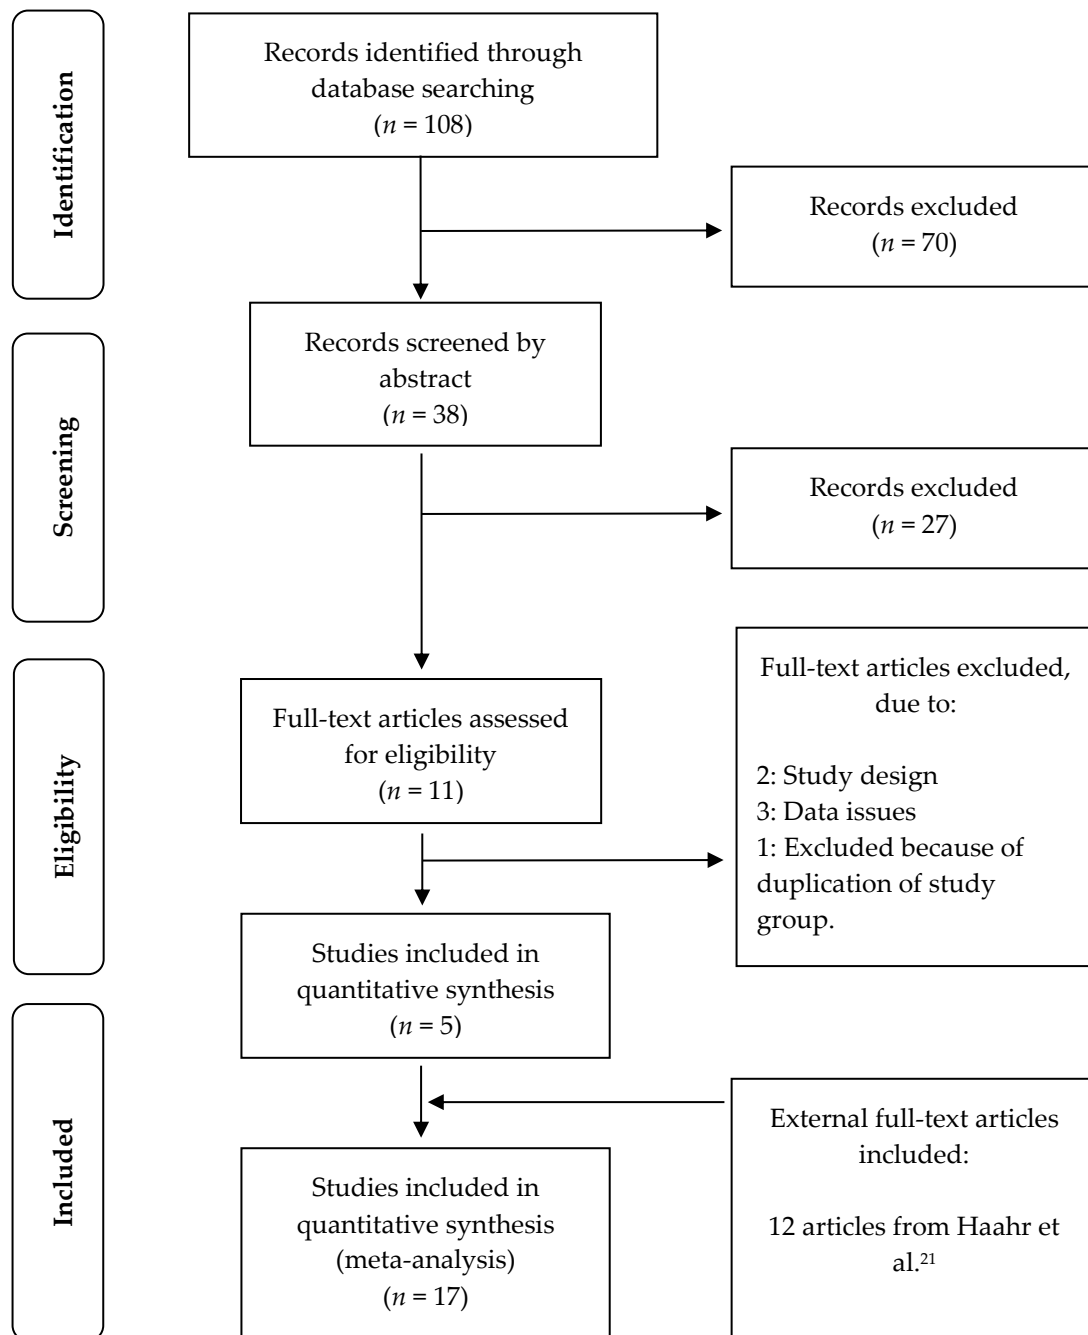 Identification
Records identified through
database searching
(n = 108)
Records excluded
(n = 70)
Screening
Records screened by
abstract
(n = 38)
Records excluded
(n = 27)
Eligibility
Full-text articles assessed
for eligibility
(n = 11)
Full-text articles excluded,
due to:
2: Study design
3: Data issues
1: Excluded because of
duplication of study
group.
Studies included in
quantitative synthesis
(n = 5)
Included
External full-text articles
included:
12 articles from Haahr et
al.²¹
Studies included in
quantitative synthesis
(meta-analysis)
(n = 17)